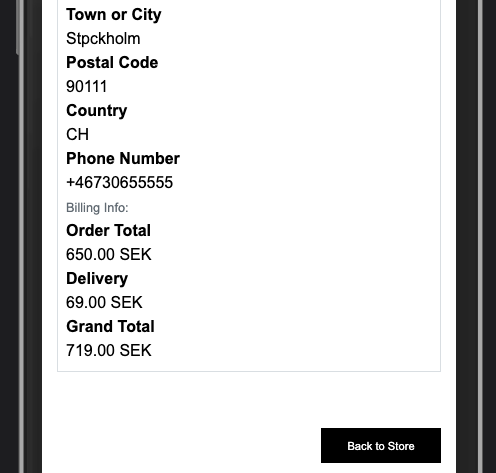 Town or City
Stpckholm
Postal Code
90111
Country
CH
Phone Number
+46730655555
Billing Info:
Order Total
650.00 SEK
Delivery
69.00 SEK
Grand Total
719.00 SEK
Back to Store